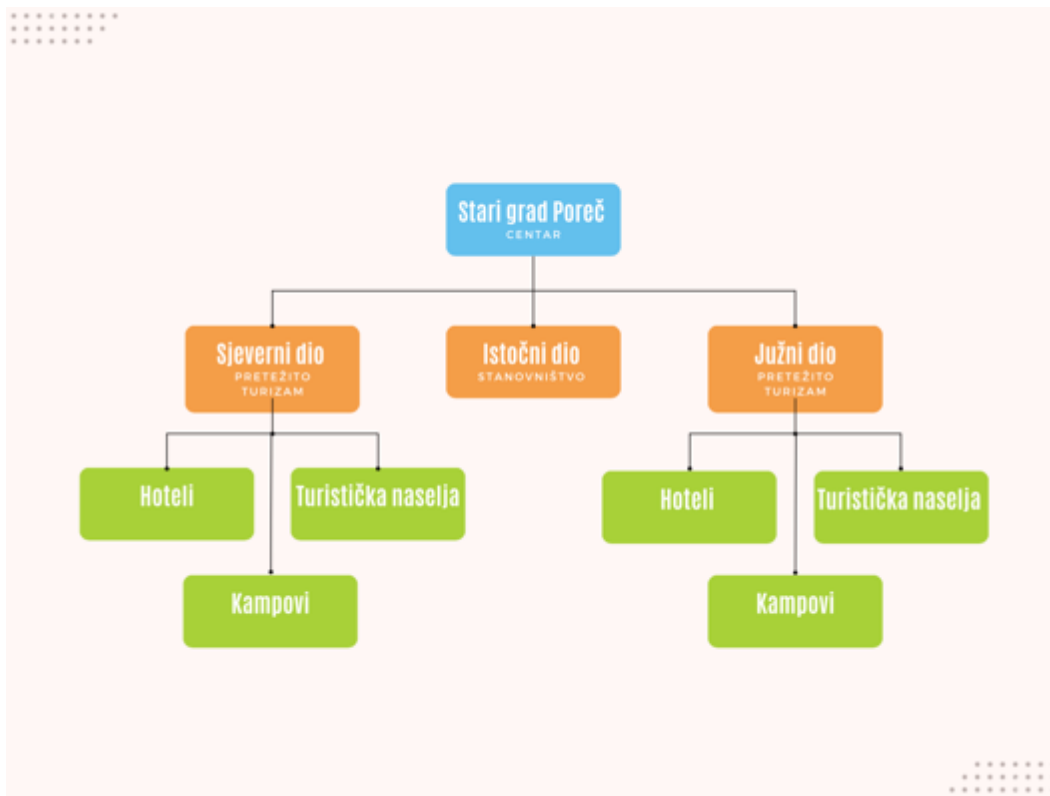 Stari grad Poreč
CENTAR
Sjeverni dio
PRETEŽITO
TURIZAM
Istočni dio
STANOVNIŠTVO
Južni dio
PRETEŽITO
TURIZAM
Hoteli
Turistička naselja
Kampovi
Hoteli
Turistička naselja
Kampovi